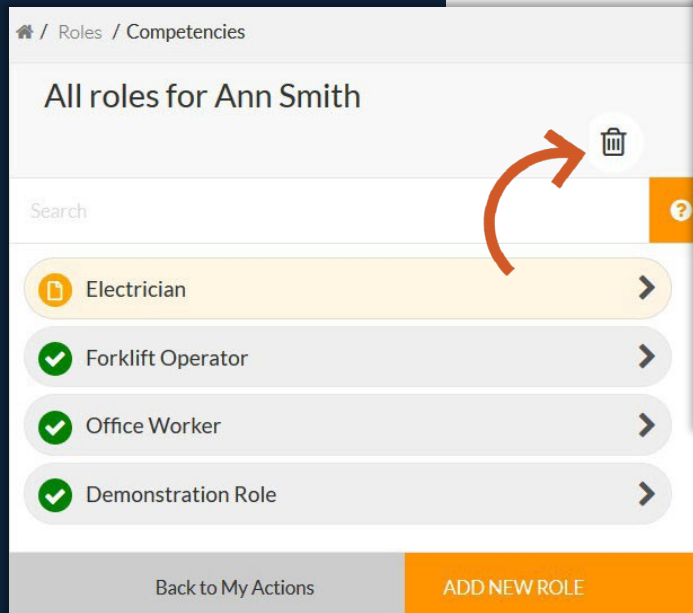 / Roles / Competencies
All roles for Ann Smith
Search
?
Electrician
Forklift Operator
Office Worker
Demonstration Role
Back to My Actions
ADD NEW ROLE